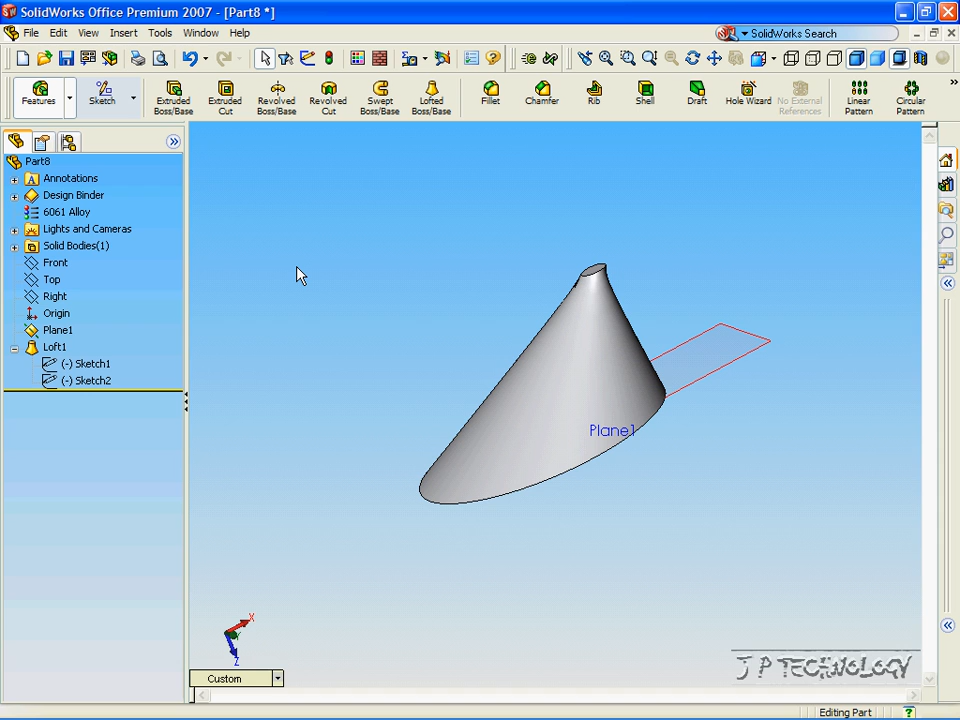 SolidWorks Office Premium 2007 - [Part8 *]
File Edit View Insert Tools Window Help
SolidWorks Search
Features Sketch Extruded Boss/Base Extruded Cut Revolved Boss/Base Revolved Cut Swept Boss/Base Lofted Boss/Base Fillet Chamfer Rib Shell Draft Hole Wizard No External References Linear Pattern Circular Pattern
Part8
Annotations
Design Binder
6061 Alloy
Lights and Cameras
Solid Bodies(1)
Front
Top
Right
Origin
Plane1
Loft1
(-) Sketch1
(-) Sketch2
Plane1
X
Y
Z
Custom
J P TECHNOLOGY
Editing Part